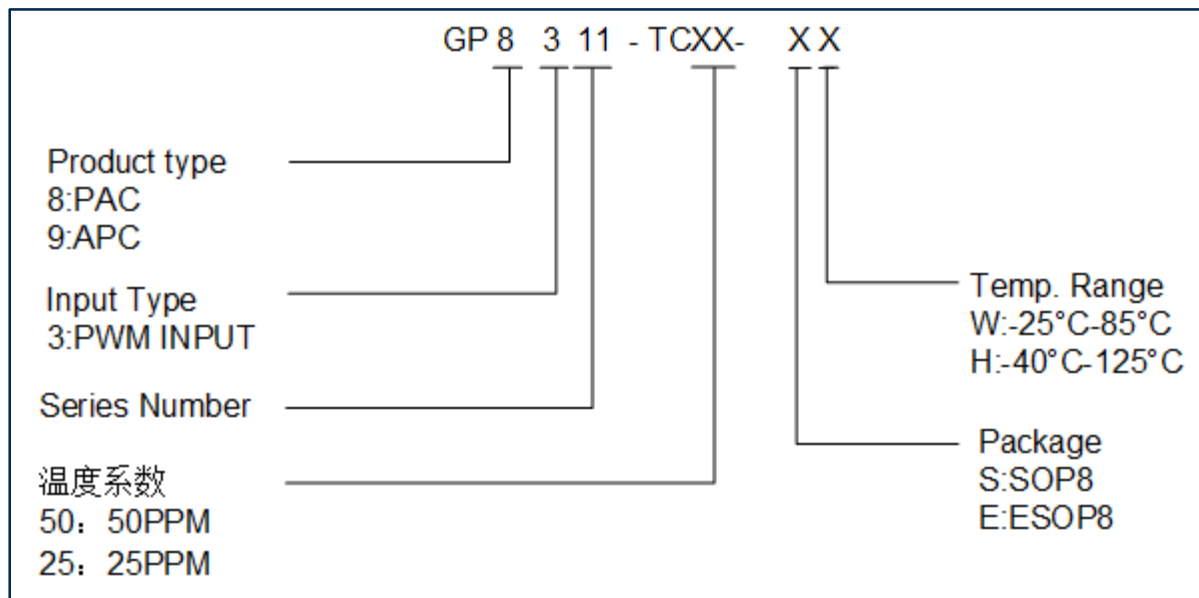 GP 8 3 11 - TCXX- X X
Product type
8:PAC
9:APC
Input Type
3:PWM INPUT
Series Number
温度系数
50：50PPM
25：25PPM
Temp. Range
W:-25°C-85°C
H:-40°C-125°C
Package
S:SOP8
E:ESOP8